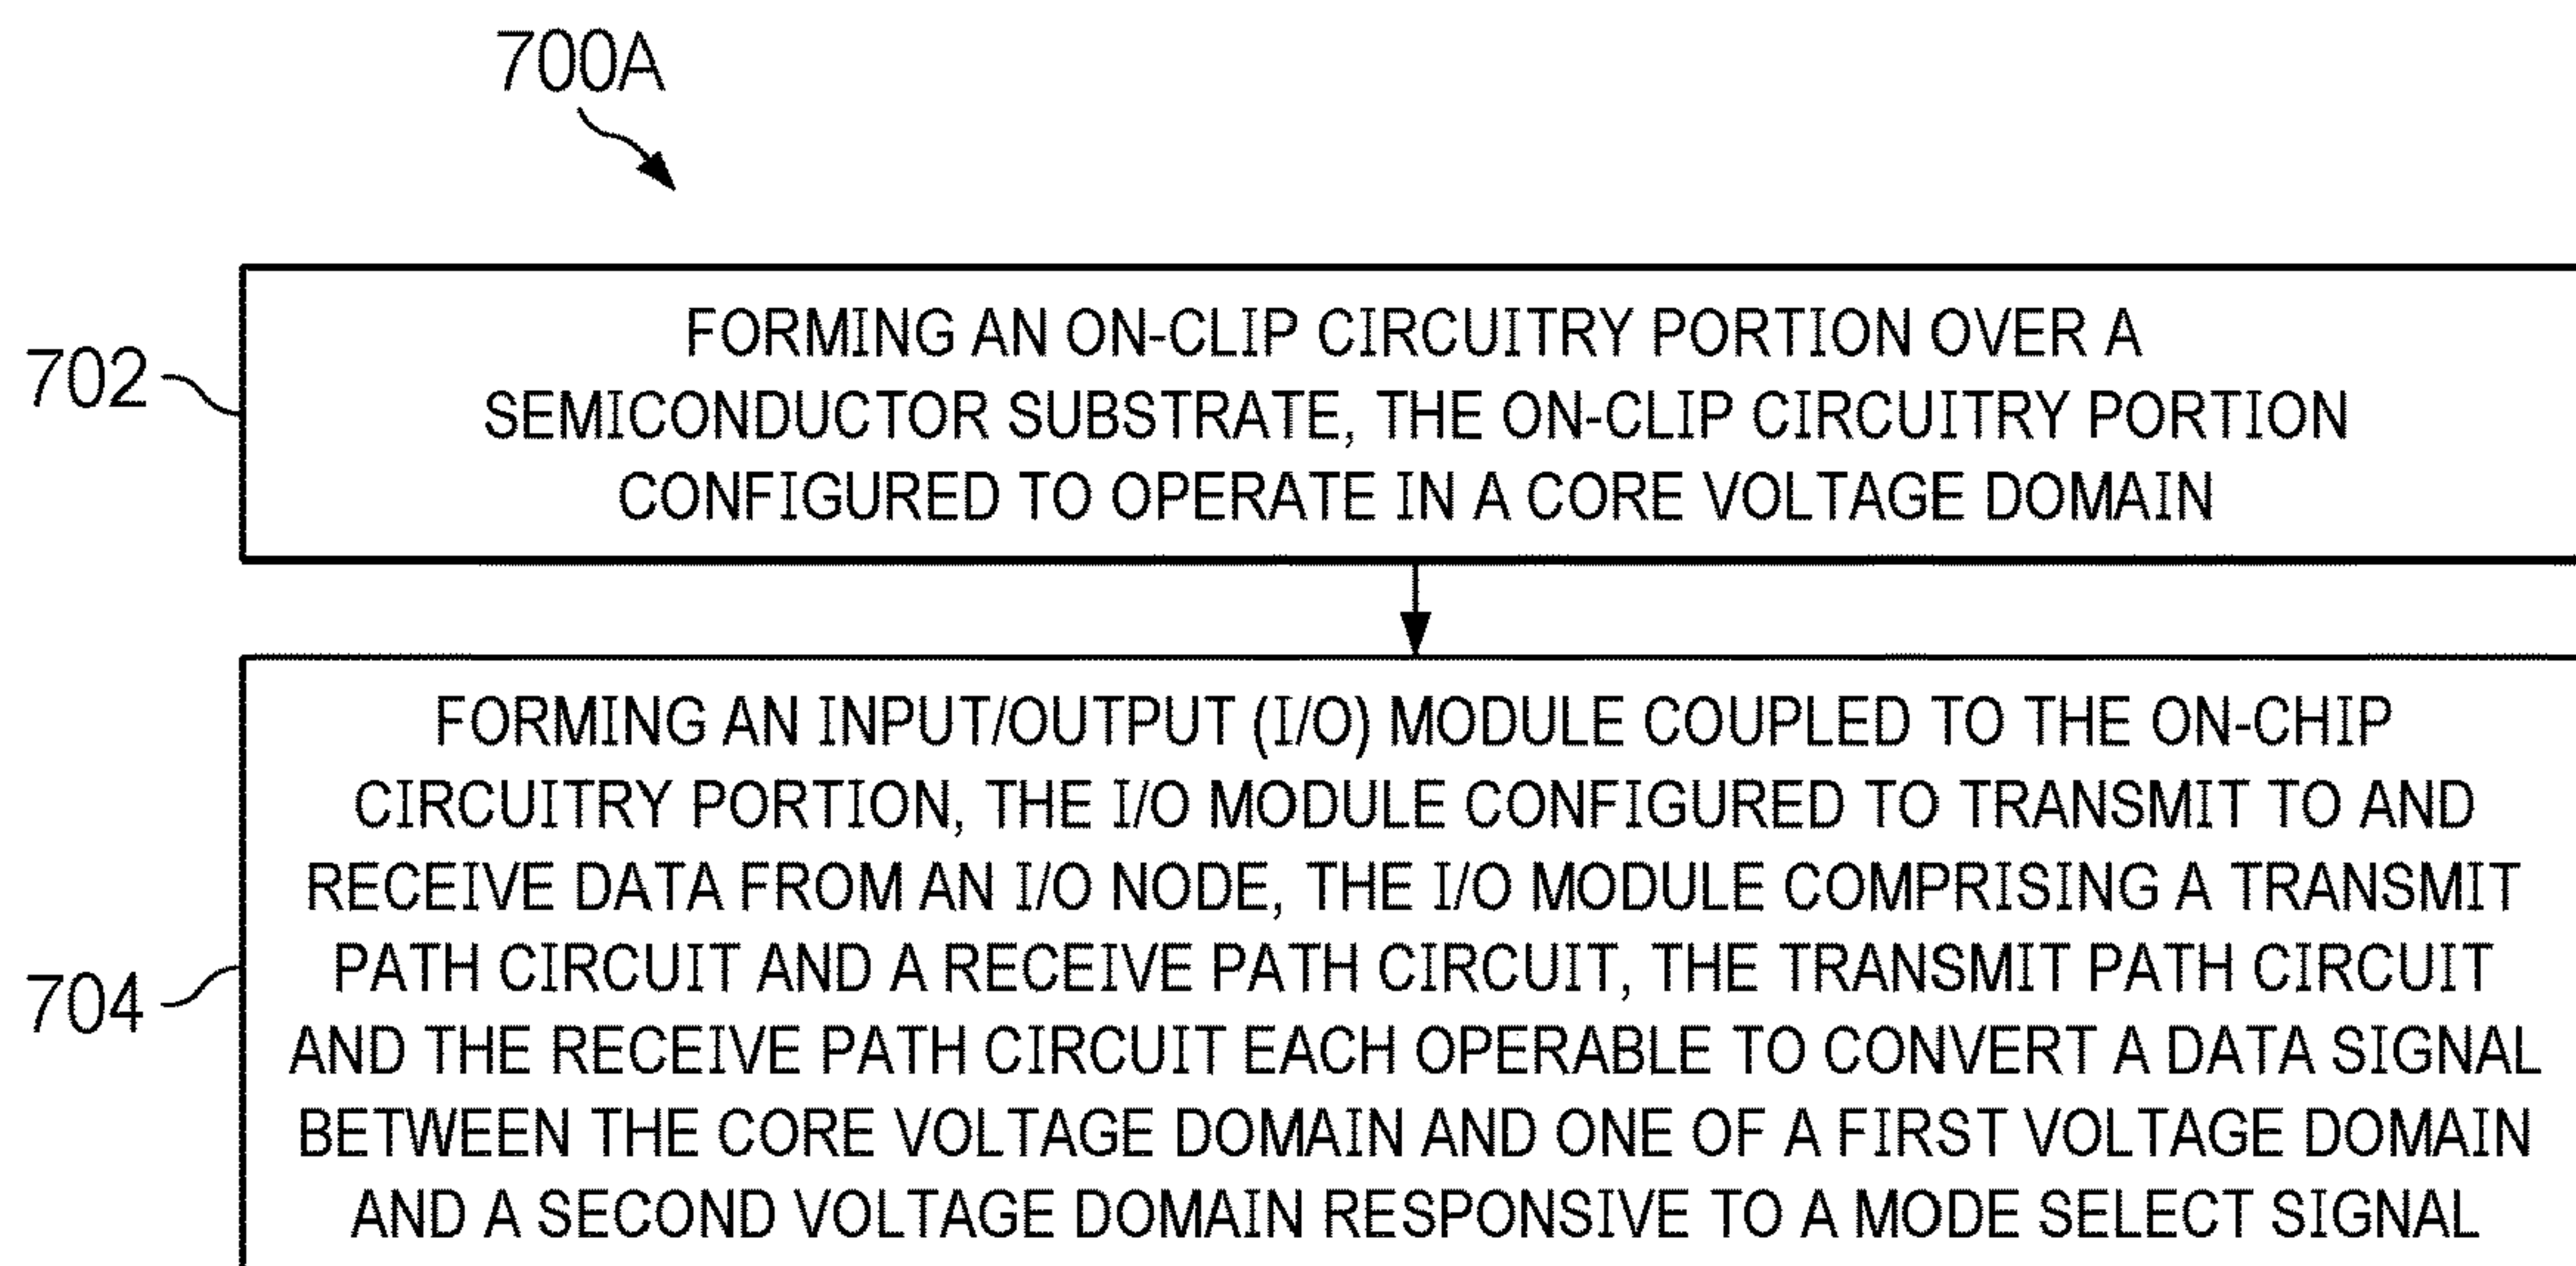 700A
702
FORMING AN ON-CLIP CIRCUITRY PORTION OVER A
SEMICONDUCTOR SUBSTRATE, THE ON-CLIP CIRCUITRY PORTION
CONFIGURED TO OPERATE IN A CORE VOLTAGE DOMAIN
704
FORMING AN INPUT/OUTPUT (I/O) MODULE COUPLED TO THE ON-CHIP
CIRCUITRY PORTION, THE I/O MODULE CONFIGURED TO TRANSMIT TO AND
RECEIVE DATA FROM AN I/O NODE, THE I/O MODULE COMPRISING A TRANSMIT
PATH CIRCUIT AND A RECEIVE PATH CIRCUIT, THE TRANSMIT PATH CIRCUIT
AND THE RECEIVE PATH CIRCUIT EACH OPERABLE TO CONVERT A DATA SIGNAL
BETWEEN THE CORE VOLTAGE DOMAIN AND ONE OF A FIRST VOLTAGE DOMAIN
AND A SECOND VOLTAGE DOMAIN RESPONSIVE TO A MODE SELECT SIGNAL